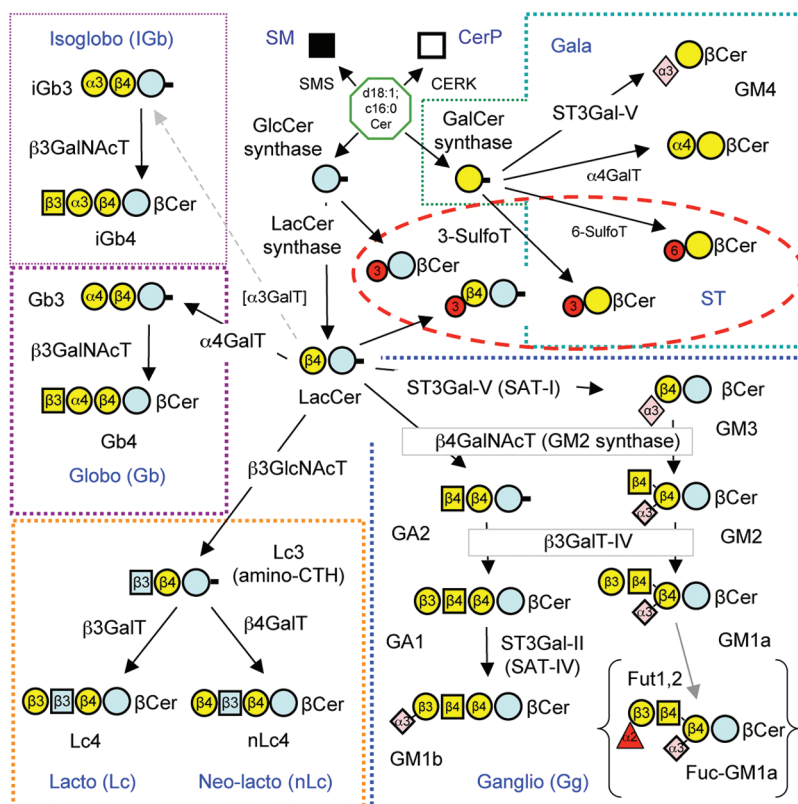 Isoglobo (IGb)
iGb3
α3
β4
β3GalNAcT
β3
α3
β4
βCer
iGb4
SM
CerP
SMS
CERK
d18:1;
c16:0
Cer
GlcCer
synthase
GalCer
synthase
Gala
α3
βCer
GM4
ST3Gal-V
α4
βCer
α4GalT
6-SulfoT
6
βCer
3-SulfoT
3
βCer
3
β4
3
βCer
ST
LacCer
synthase
[α3GalT]
Gb3
α4
β4
β3GalNAcT
α4GalT
β3
α4
β4
βCer
Gb4
Globo (Gb)
β4
LacCer
ST3Gal-V (SAT-I)
β4
α3
βCer
GM3
β4GalNAcT (GM2 synthase)
β3GlcNAcT
β4
β4
GA2
β4
β4
α3
βCer
GM2
β3GalT-IV
Lc3
(amino-CTH)
β3
β4
β3GalT
β4GalT
β3
β4
β4
βCer
GA1
β3
β4
β4
α3
βCer
GM1a
ST3Gal-II
(SAT-IV)
β3
β3
β4
βCer
Lc4
β4
β3
β4
βCer
nLc4
α3
β3
β4
β4
βCer
GM1b
Fut1,2
β3
β4
β4
α2
α3
βCer
Fuc-GM1a
Lacto (Lc)
Neo-lacto (nLc)
Ganglio (Gg)